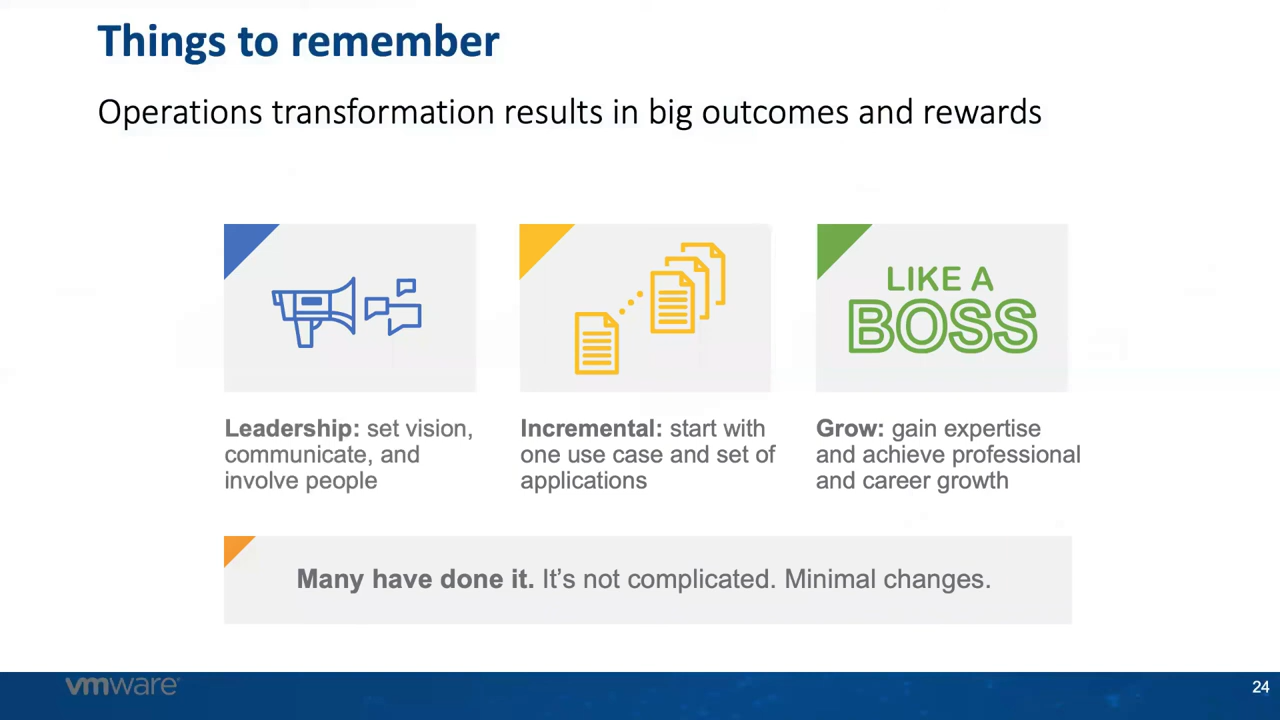 Things to remember
Operations transformation results in big outcomes and rewards
LIKE A
BOSS
Leadership: set vision,
communicate, and
involve people
Incremental: start with
one use case and set of
applications
Grow: gain expertise
and achieve professional
and career growth
Many have done it. It’s not complicated. Minimal changes.
vmware
24